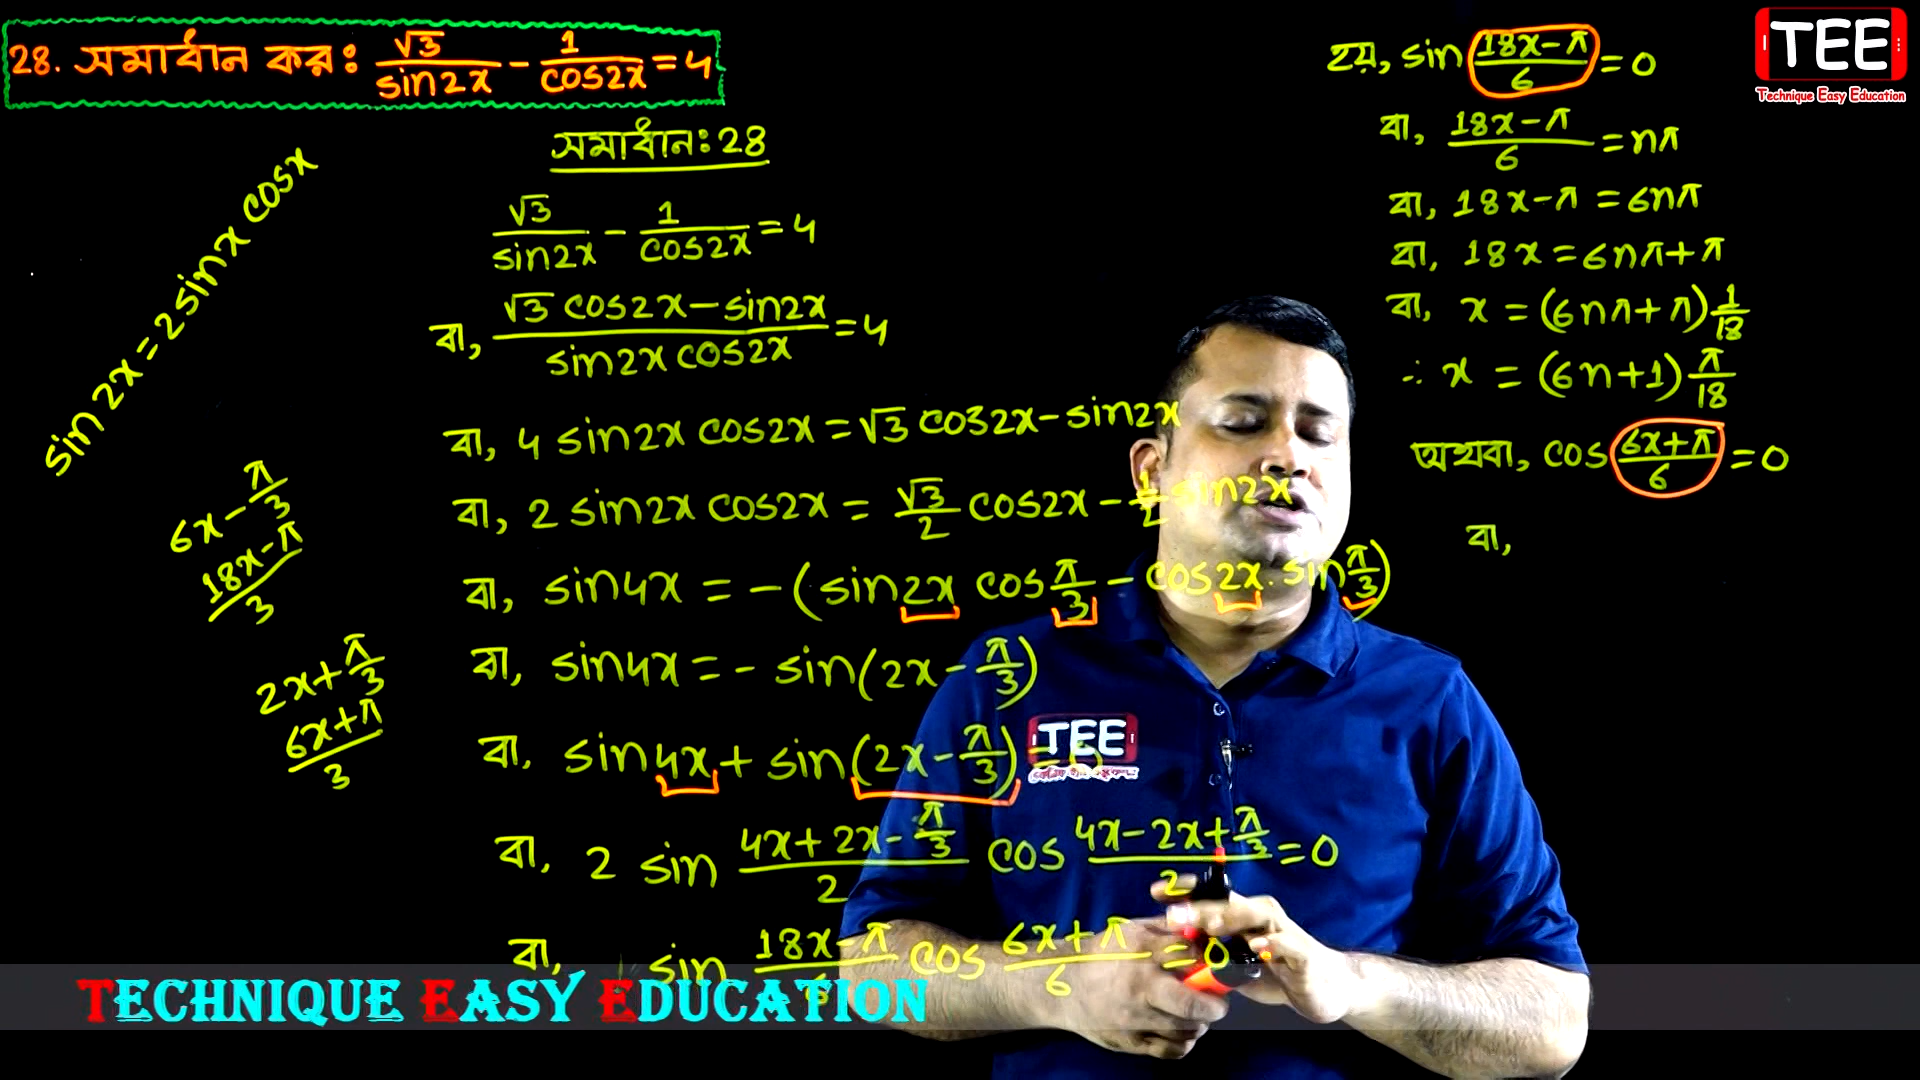 28. সমাধান করঃ √3/sin2x - 1/cos2x = 4
সমাধানঃ 28
√3/sin2x - 1/cos2x = 4
বা, (√3 cos2x - sin2x)/(sin2x cos2x) = 4
বা, 4 sin2x cos2x = √3 cos2x - sin2x
বা, 2 sin2x cos2x = √3/2 cos2x - 1/2 sin2x
বা, sin4x = -(sin2x cos π/3 - cos2x. sin π/3)
বা, sin4x = - sin(2x - π/3)
বা, sin4x + sin(2x - π/3) = 0
বা, 2 sin (4x + 2x - π/3)/2 cos (4x - 2x + π/3)/2 = 0
বা, sin (18x - π)/6 cos (6x + π)/6 = 0
sin2x = 2 sinx cosx
6x - π/3
(18x - π)/3
2x + π/3
(6x + π)/3
হয়, sin (18x - π)/6 = 0
বা, (18x - π)/6 = nπ
বা, 18x - π = 6nπ
বা, 18x = 6nπ + π
বা, x = (6nπ + π) 1/18
∴ x = (6n + 1) π/18
অথবা, cos (6x + π)/6 = 0
বা,
TEE
Technique Easy Education
TEE
TECHNIQUE EASY EDUCATION